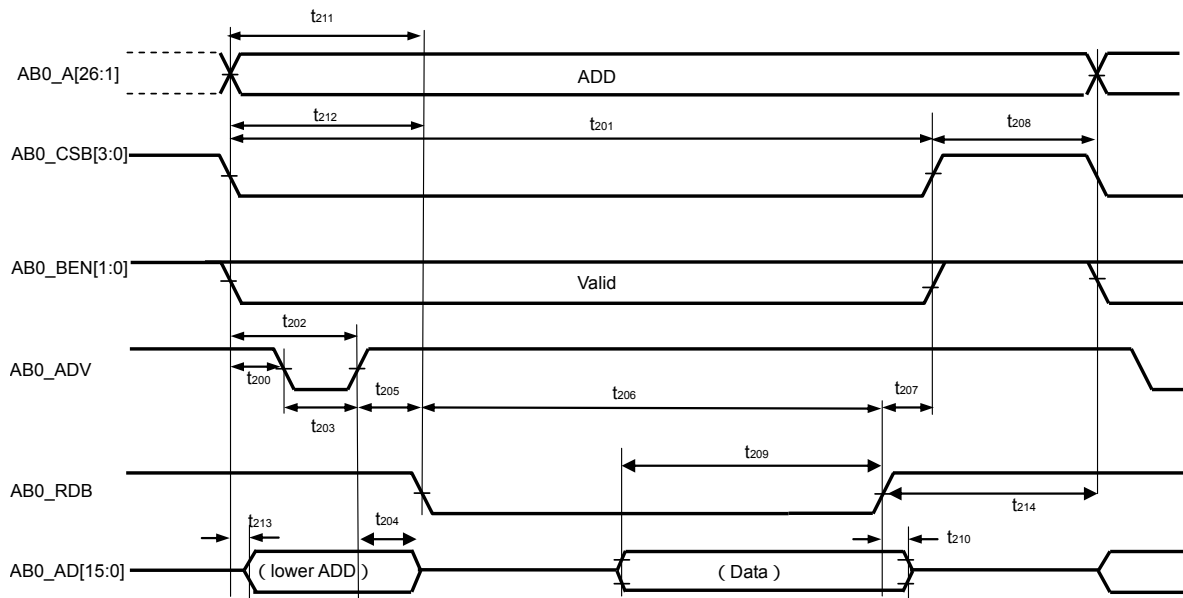 t211
AB0_A[26:1]
ADD
t212
t201
t208
AB0_CSB[3:0]
AB0_BEN[1:0]
Valid
t202
AB0_ADV
t200
t205
t206
t207
t203
t209
AB0_RDB
t214
t213
t204
t210
AB0_AD[15:0]
( lower ADD )
( Data )